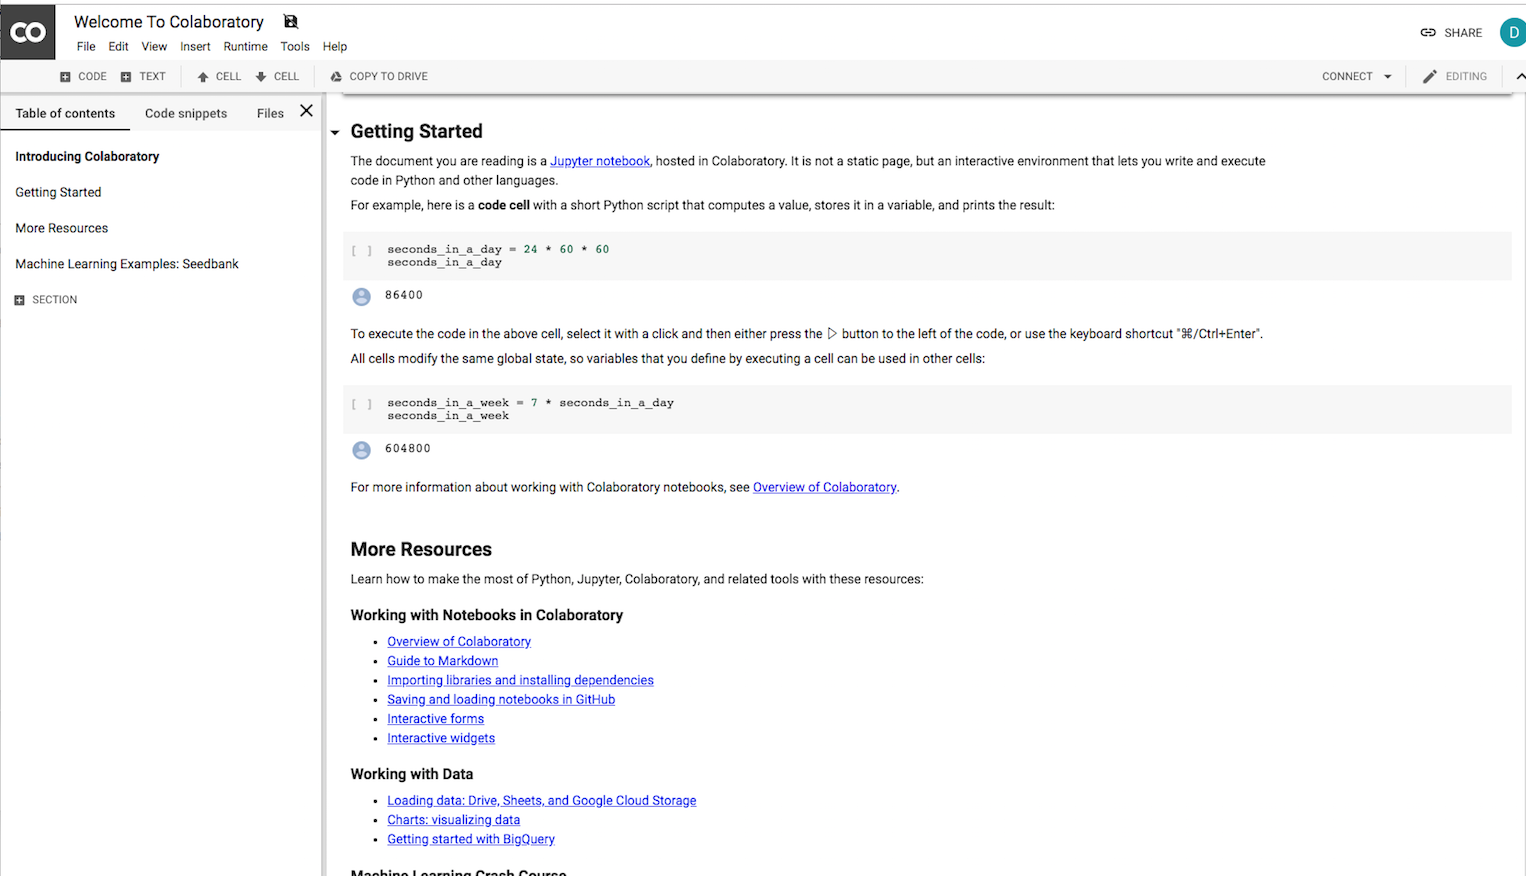 CO
Welcome To Colaboratory
File Edit View Insert Runtime Tools Help
SHARE
D
CODE TEXT CELL CELL COPY TO DRIVE
CONNECT EDITING
Table of contents Code snippets Files
Introducing Colaboratory
Getting Started
More Resources
Machine Learning Examples: Seedbank
SECTION
Getting Started
The document you are reading is a Jupyter notebook, hosted in Colaboratory. It is not a static page, but an interactive environment that lets you write and execute
code in Python and other languages.
For example, here is a code cell with a short Python script that computes a value, stores it in a variable, and prints the result:
[ ] seconds_in_a_day = 24 * 60 * 60
seconds_in_a_day
86400
To execute the code in the above cell, select it with a click and then either press the ▷ button to the left of the code, or use the keyboard shortcut "⌘/Ctrl+Enter".
All cells modify the same global state, so variables that you define by executing a cell can be used in other cells:
[ ] seconds_in_a_week = 7 * seconds_in_a_day
seconds_in_a_week
604800
For more information about working with Colaboratory notebooks, see Overview of Colaboratory.
More Resources
Learn how to make the most of Python, Jupyter, Colaboratory, and related tools with these resources:
Working with Notebooks in Colaboratory
• Overview of Colaboratory
• Guide to Markdown
• Importing libraries and installing dependencies
• Saving and loading notebooks in GitHub
• Interactive forms
• Interactive widgets
Working with Data
• Loading data: Drive, Sheets, and Google Cloud Storage
• Charts: visualizing data
• Getting started with BigQuery
Machine Learning Crash Course